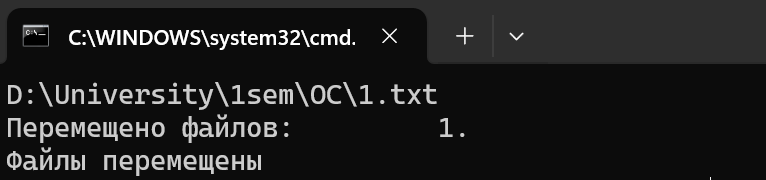 C:\WINDOWS\system32\cmd.
D:\University\1sem\OC\1.txt
Перемещено файлов: 1.
Файлы перемещены